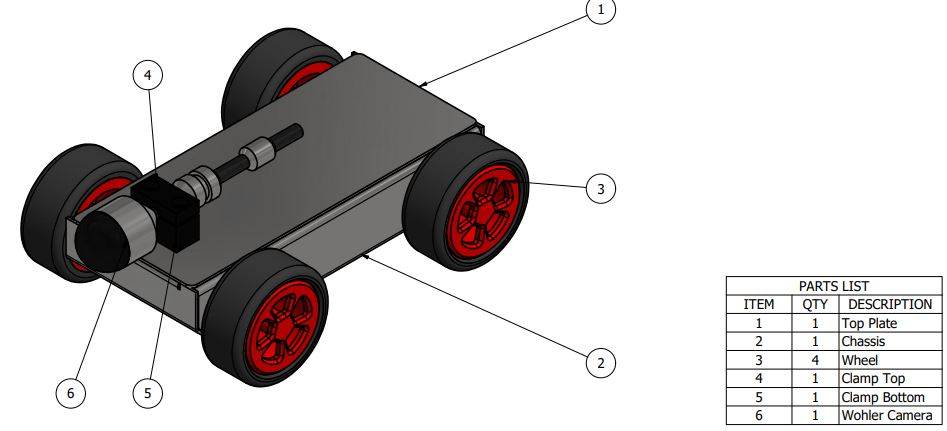 1
4
3
2
6
5
PARTS LIST
ITEM QTY DESCRIPTION
1 1 Top Plate
2 1 Chassis
3 4 Wheel
4 1 Clamp Top
5 1 Clamp Bottom
6 1 Wohler Camera